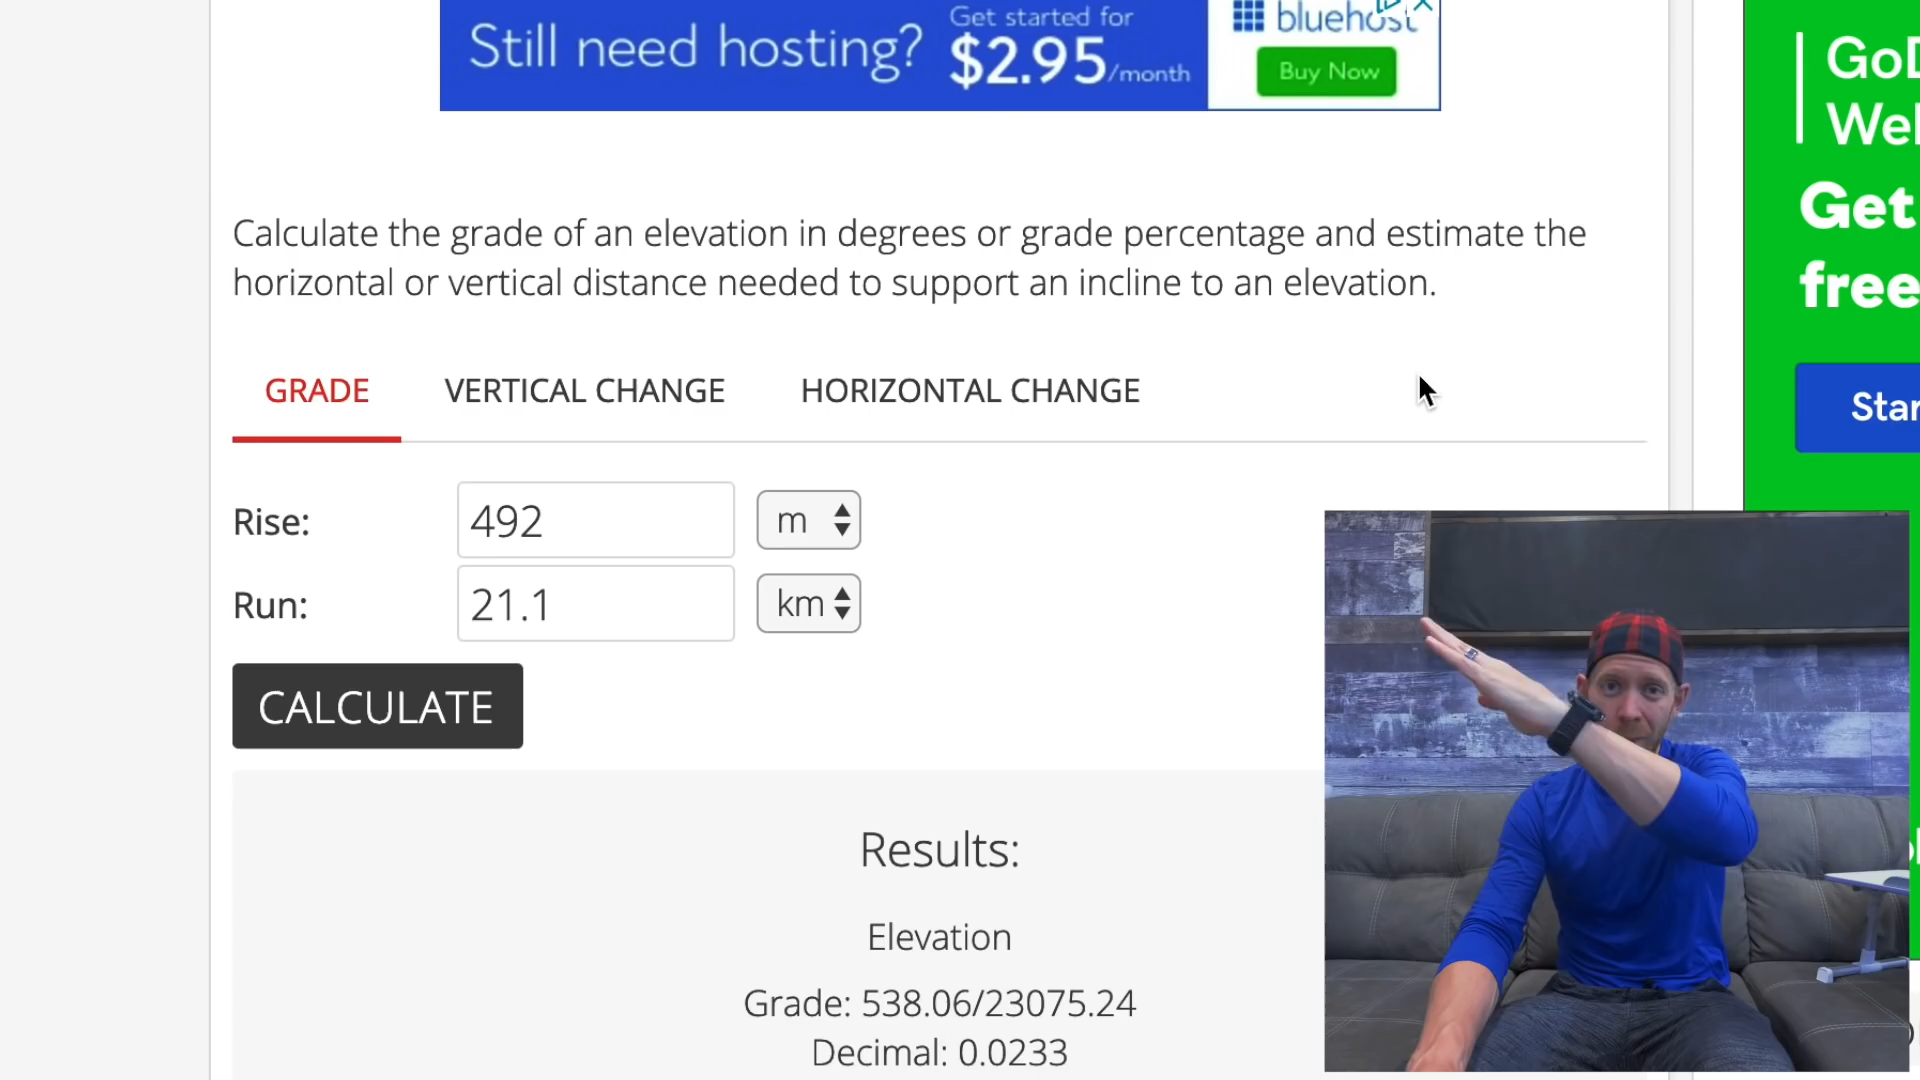 Still need hosting?
Get started for
$2.95/month
bluehost
Buy Now
Get
free
Calculate the grade of an elevation in degrees or grade percentage and estimate the
horizontal or vertical distance needed to support an incline to an elevation.
GRADE VERTICAL CHANGE HORIZONTAL CHANGE
Rise: 492 m
Run: 21.1 km
CALCULATE
Results:
Elevation
Grade: 538.06/23075.24
Decimal: 0.0233